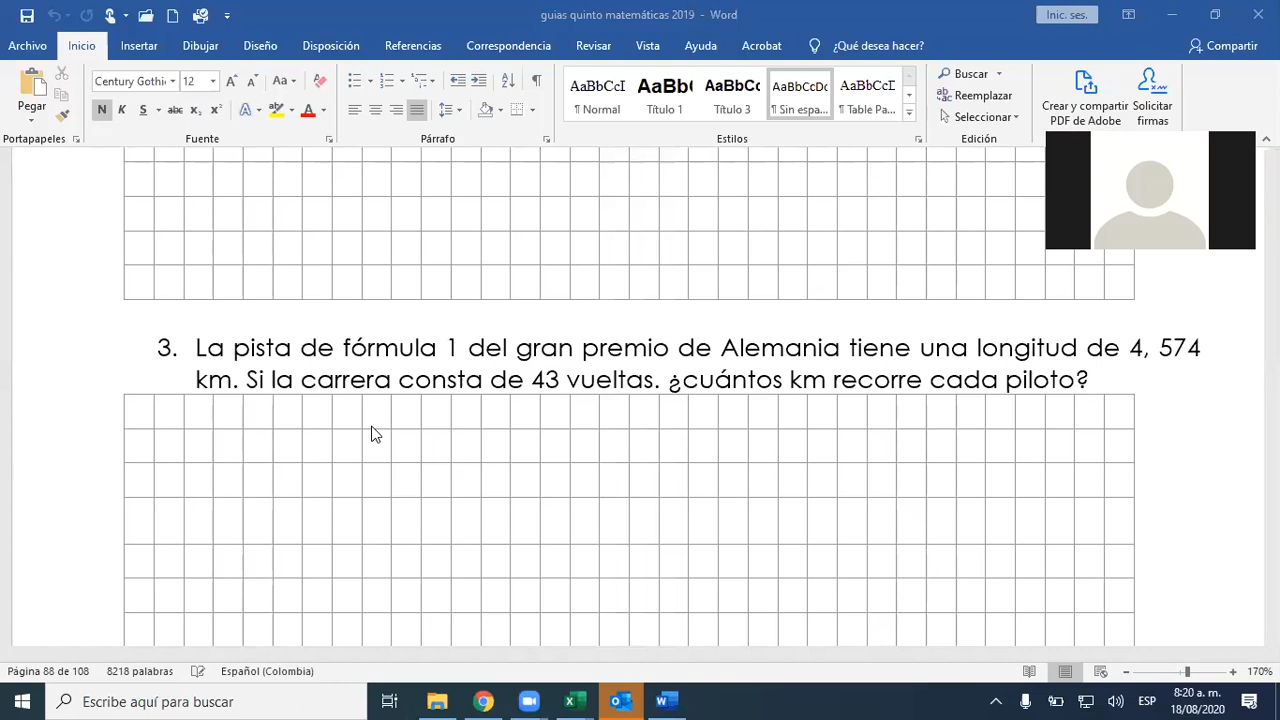 guias quinto matemáticas 2019 - Word
Inic. ses.
Archivo Inicio Insertar Dibujar Diseño Disposición Referencias Correspondencia Revisar Vista Ayuda Acrobat ¿Qué desea hacer? Compartir
Pegar
Portapapeles
Century Gothic 12
N K S abc x₂ x²
Fuente
Párrafo
AaBbCcI AaBb( AaBbCc. AaBbCcDc AaBbCcI
¶ Normal Título 1 Título 3 ¶ Sin espa... ¶ Table Pa...
Estilos
Buscar
Reemplazar
Seleccionar
Edición
Crear y compartir
PDF de Adobe
Solicitar
firmas
3. La pista de fórmula 1 del gran premio de Alemania tiene una longitud de 4, 574
km. Si la carrera consta de 43 vueltas. ¿cuántos km recorre cada piloto?
Página 88 de 108 8218 palabras Español (Colombia) 170%
Escribe aquí para buscar
ESP
8:20 a. m.
18/08/2020